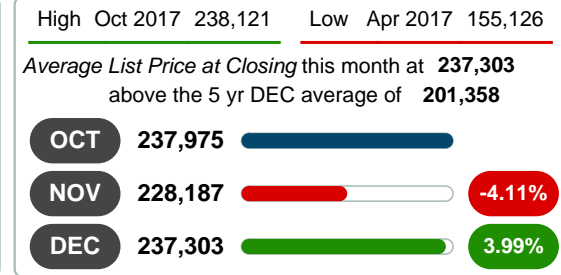 High Oct 2017 238,121 Low Apr 2017 155,126
Average List Price at Closing this month at 237,303
above the 5 yr DEC average of 201,358
OCT 237,975
NOV 228,187 -4.11%
DEC 237,303 3.99%